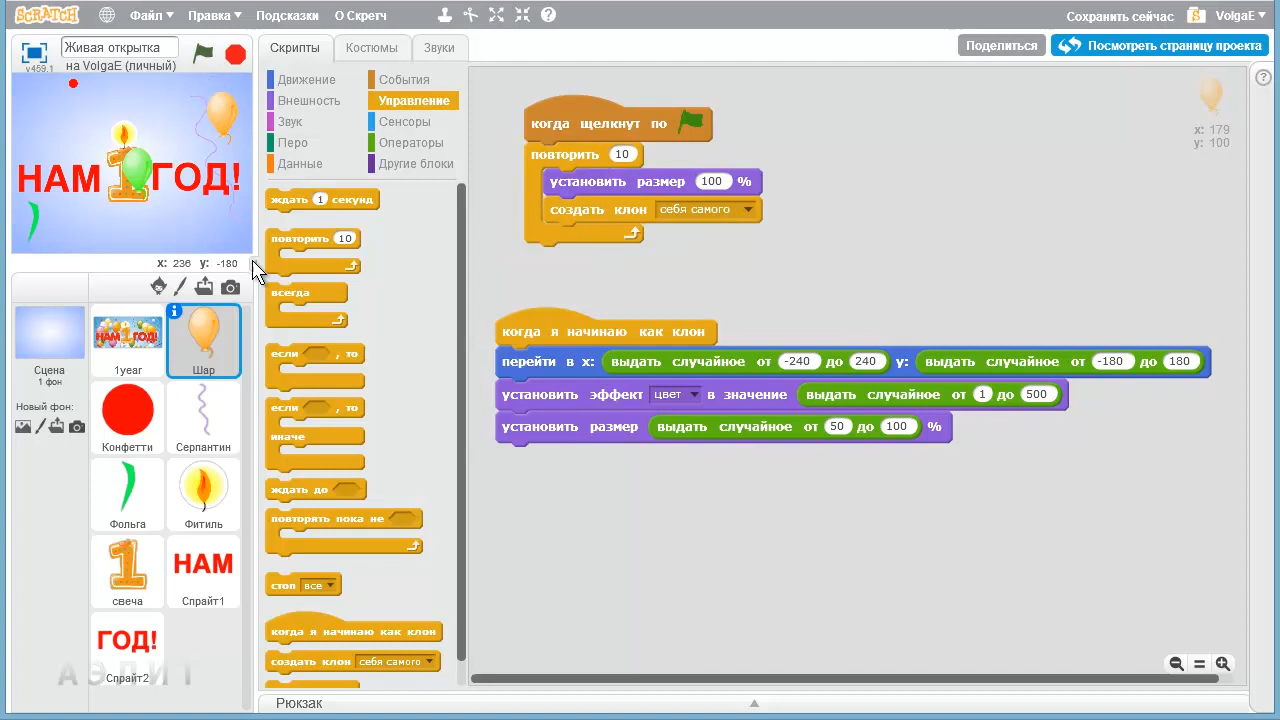 SCRATCH
Файл
Правка
Подсказки
О Скретч
Сохранить сейчас
VolgaE
v459.1
Живая открытка
на VolgaE (личный)
Скрипты
Костюмы
Звуки
Поделиться
Посмотреть страницу проекта
Движение
События
Внешность
Управление
Звук
Сенсоры
Перо
Операторы
Данные
Другие блоки
НАМ 1 ГОД!
x: 236 y: -180
ждать 1 секунд
повторить 10
всегда
если , то
если , то
иначе
ждать до
повторять пока не
стоп все
когда я начинаю как клон
создать клон себя самого
когда щелкнут по
повторить 10
установить размер 100 %
создать клон себя самого
x: 179
y: 100
когда я начинаю как клон
перейти в x: выдать случайное от -240 до 240 y: выдать случайное от -180 до 180
установить эффект цвет в значение выдать случайное от 1 до 500
установить размер выдать случайное от 50 до 100 %
Сцена
1 фон
Новый фон:
НАМ 1 ГОД!
1year
Шар
Конфетти
Серпантин
Фольга
Фитиль
1
свеча
НАМ
Спрайт1
ГОД!
Спрайт2
АЭЛИТ
Рюкзак